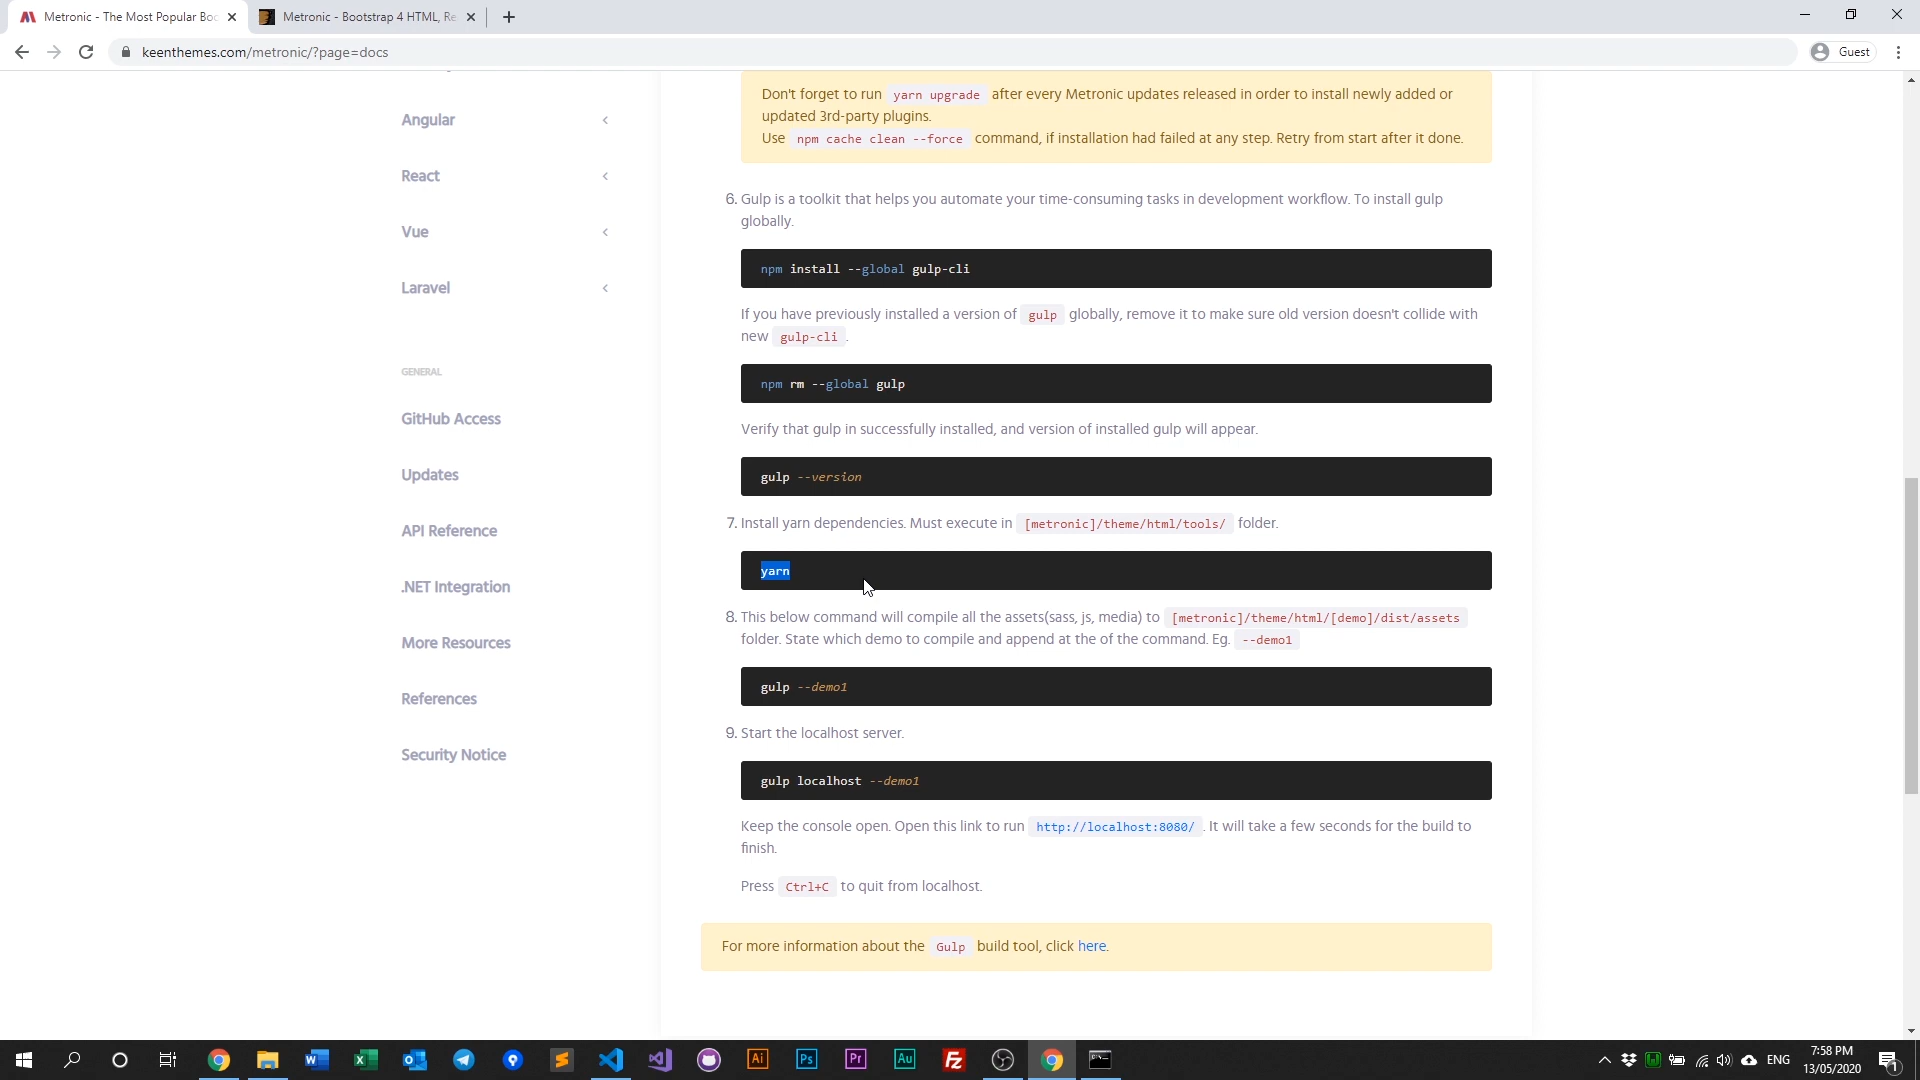 Metronic - The Most Popular Boo
Metronic - Bootstrap 4 HTML, Re
keenthemes.com/metronic/?page=docs
Guest
Angular
React
Vue
Laravel
GENERAL
GitHub Access
Updates
API Reference
.NET Integration
More Resources
References
Security Notice
Don't forget to run yarn upgrade after every Metronic updates released in order to install newly added or
updated 3rd-party plugins.
Use npm cache clean --force command, if installation had failed at any step. Retry from start after it done.
6. Gulp is a toolkit that helps you automate your time-consuming tasks in development workflow. To install gulp
globally.
npm install --global gulp-cli
If you have previously installed a version of gulp globally, remove it to make sure old version doesn't collide with
new gulp-cli .
npm rm --global gulp
Verify that gulp in successfully installed, and version of installed gulp will appear.
gulp --version
7. Install yarn dependencies. Must execute in [metronic]/theme/html/tools/ folder.
yarn
8. This below command will compile all the assets(sass, js, media) to [metronic]/theme/html/[demo]/dist/assets
folder. State which demo to compile and append at the of the command. Eg. --demo1
gulp --demo1
9. Start the localhost server.
gulp localhost --demo1
Keep the console open. Open this link to run http://localhost:8080/ . It will take a few seconds for the build to
finish.
Press Ctrl+C to quit from localhost.
For more information about the Gulp build tool, click here.
Ai
Ps
Pr
Au
Fz
ENG
7:58 PM
13/05/2020
1